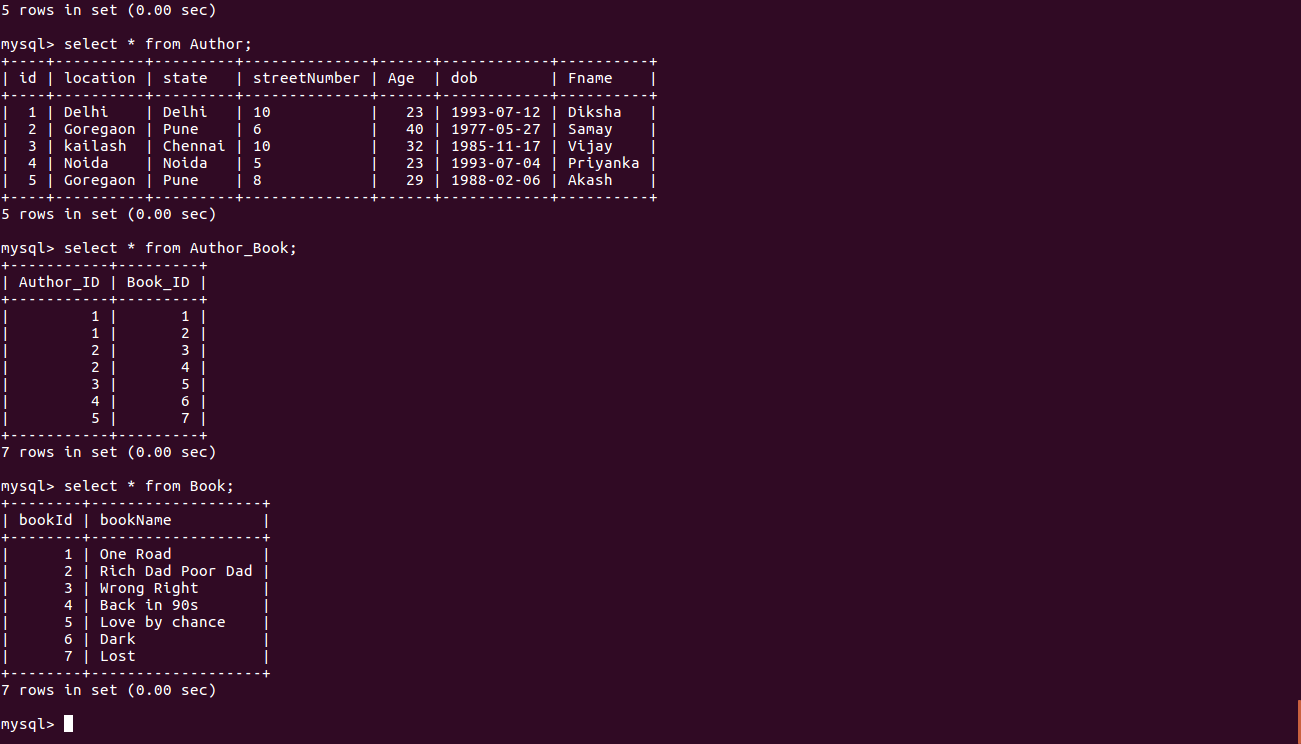 5 rows in set (0.00 sec)
mysql> select * from Author;
+----+----------+---------+--------------+------+------------+----------+
| id | location | state   | streetNumber | Age  | dob        | Fname    |
+----+----------+---------+--------------+------+------------+----------+
|  1 | Delhi    | Delhi   | 10           |   23 | 1993-07-12 | Diksha   |
|  2 | Goregaon | Pune    | 6            |   40 | 1977-05-27 | Samay    |
|  3 | kailash  | Chennai | 10           |   32 | 1985-11-17 | Vijay    |
|  4 | Noida    | Noida   | 5            |   23 | 1993-07-04 | Priyanka |
|  5 | Goregaon | Pune    | 8            |   29 | 1988-02-06 | Akash    |
+----+----------+---------+--------------+------+------------+----------+
5 rows in set (0.00 sec)
mysql> select * from Author_Book;
+-----------+---------+
| Author_ID | Book_ID |
+-----------+---------+
|         1 |       1 |
|         1 |       2 |
|         2 |       3 |
|         2 |       4 |
|         3 |       5 |
|         4 |       6 |
|         5 |       7 |
+-----------+---------+
7 rows in set (0.00 sec)
mysql> select * from Book;
+--------+-------------------+
| bookId | bookName          |
+--------+-------------------+
|      1 | One Road          |
|      2 | Rich Dad Poor Dad |
|      3 | Wrong Right       |
|      4 | Back in 90s       |
|      5 | Love by chance    |
|      6 | Dark              |
|      7 | Lost              |
+--------+-------------------+
7 rows in set (0.00 sec)
mysql>